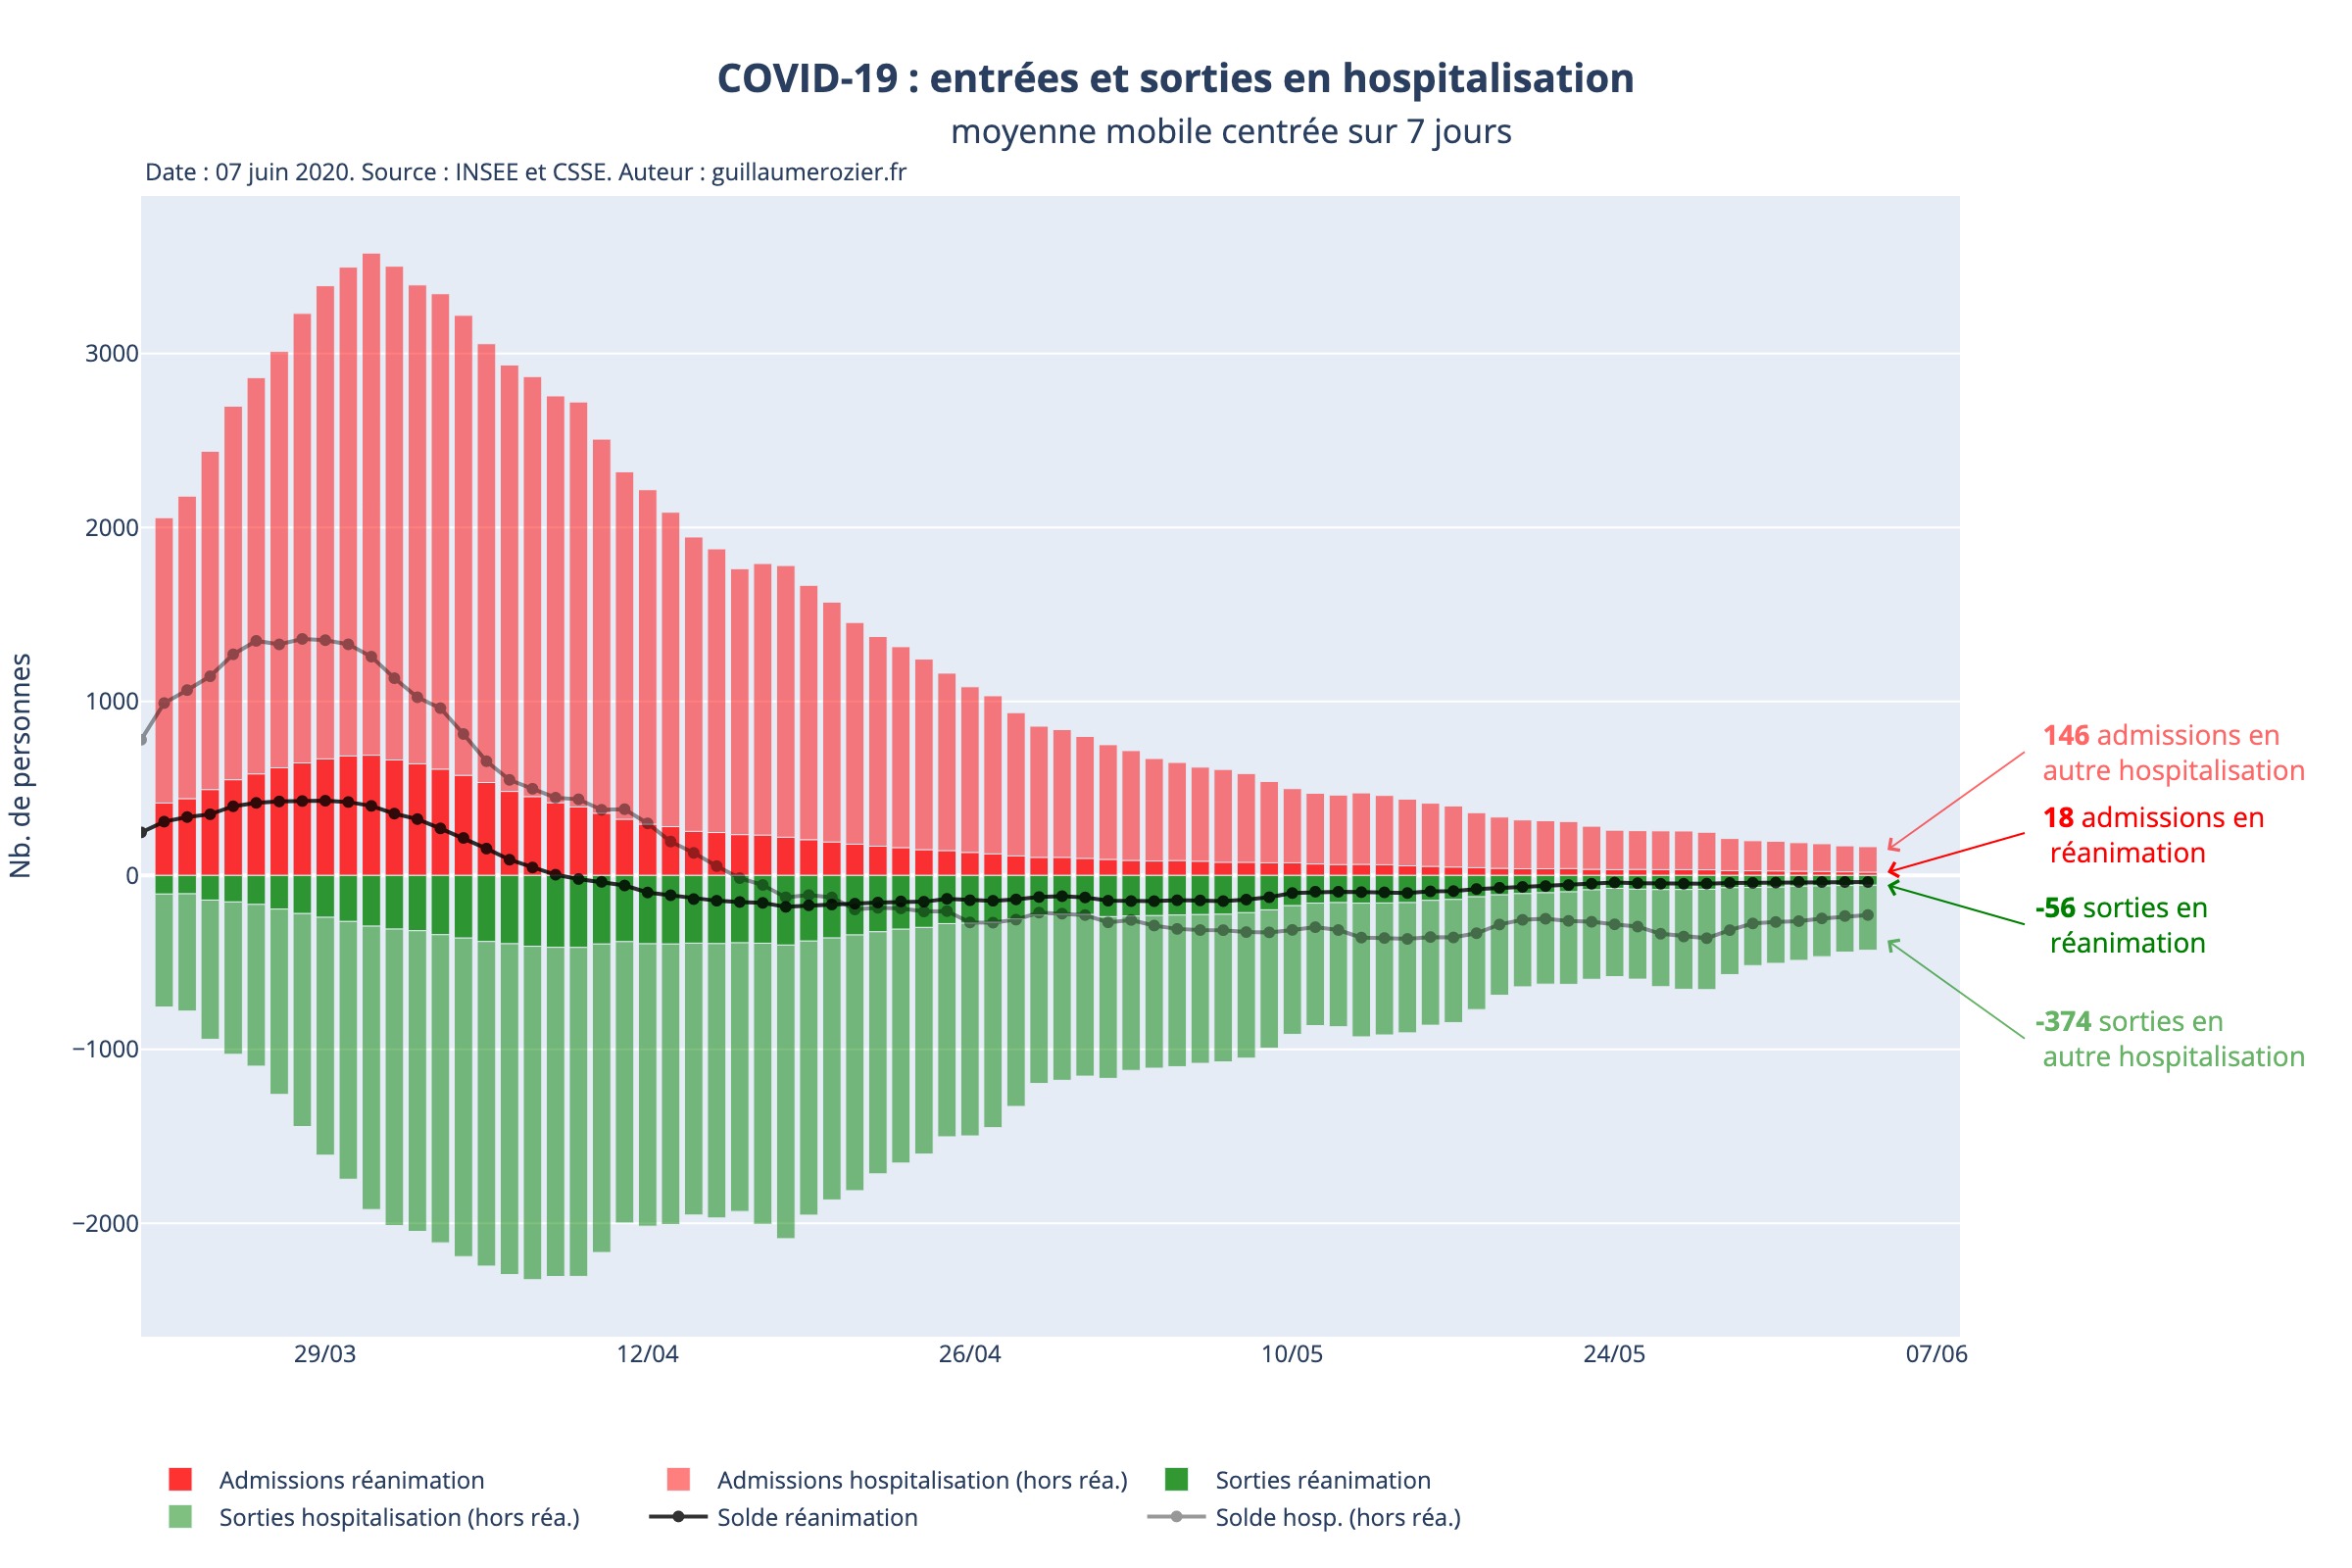 COVID-19 : entrées et sorties en hospitalisation
moyenne mobile centrée sur 7 jours
Date : 07 juin 2020. Source : INSEE et CSSE. Auteur : guillaumerozier.fr
Nb. de personnes
3000
2000
1000
0
−1000
−2000
29/03
12/04
26/04
10/05
24/05
07/06
146 admissions en
autre hospitalisation
18 admissions en
réanimation
-56 sorties en
réanimation
-374 sorties en
autre hospitalisation
Admissions réanimation
Admissions hospitalisation (hors réa.)
Sorties réanimation
Sorties hospitalisation (hors réa.)
Solde réanimation
Solde hosp. (hors réa.)